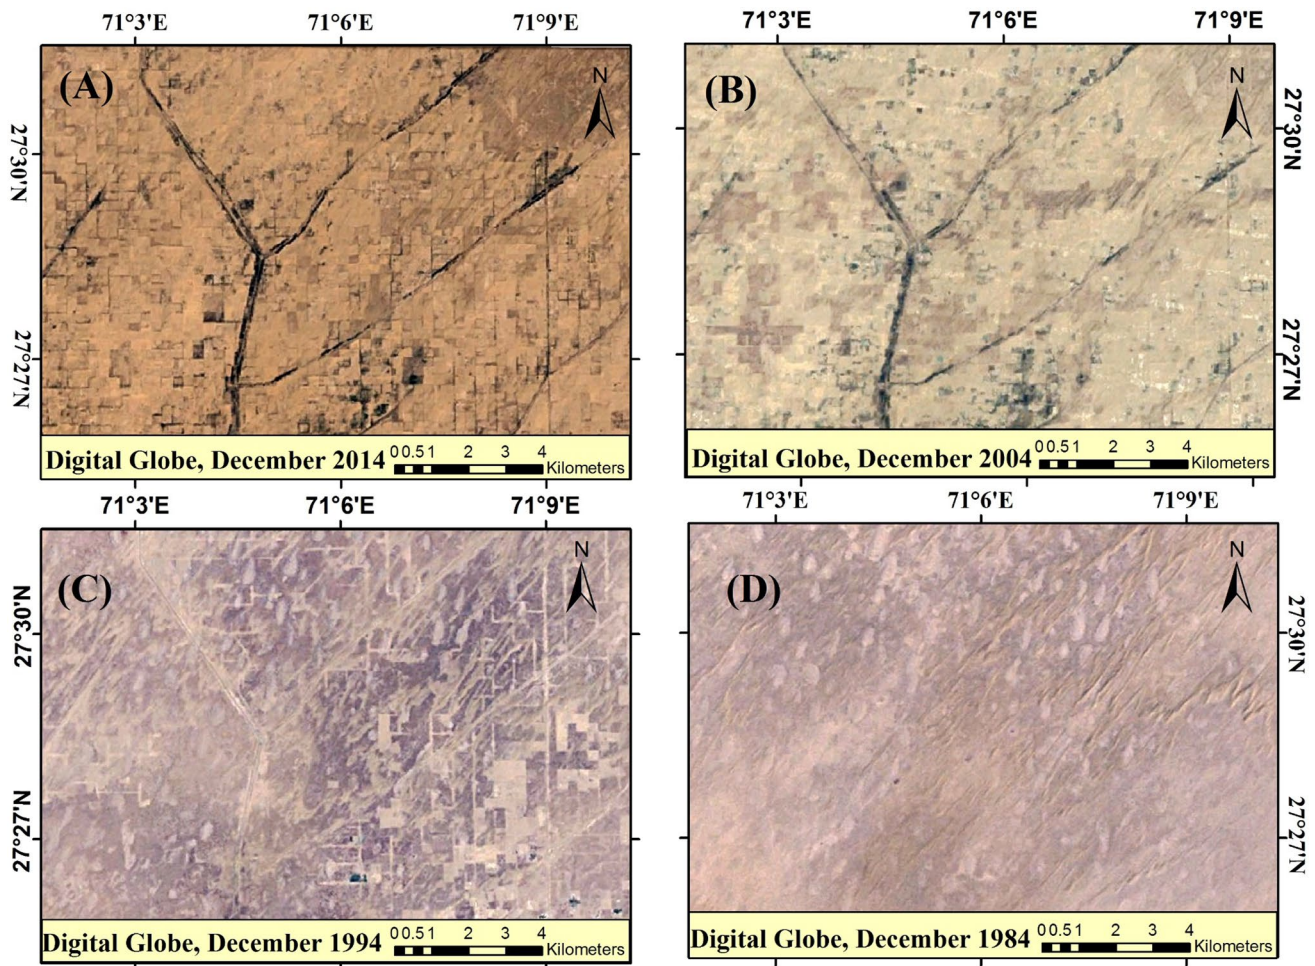 71°3'E 71°6'E 71°9'E
71°3'E 71°6'E 71°9'E
(A) N
(B) N
27°30'N
27°30'N
27°27'N
27°27'N
Digital Globe, December 2014 0 0.5 1 2 3 4 Kilometers
Digital Globe, December 2004 0 0.5 1 2 3 4 Kilometers
71°3'E 71°6'E 71°9'E
71°3'E 71°6'E 71°9'E
(C) N
(D) N
27°30'N
27°30'N
27°27'N
27°27'N
Digital Globe, December 1994 0 0.5 1 2 3 4 Kilometers
Digital Globe, December 1984 0 0.5 1 2 3 4 Kilometers